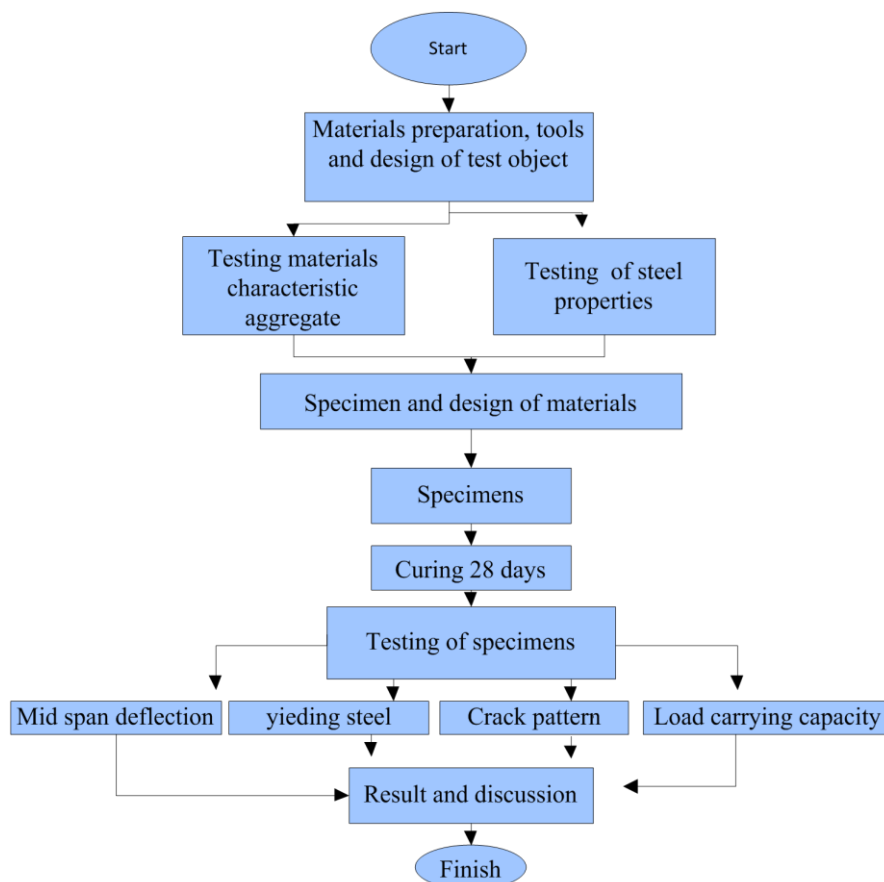 Start
Materials preparation, tools
and design of test object
Testing materials
characteristic
aggregate
Testing of steel
properties
Specimen and design of materials
Specimens
Curing 28 days
Testing of specimens
Mid span deflection
yieding steel
Crack pattern
Load carrying capacity
Result and discussion
Finish